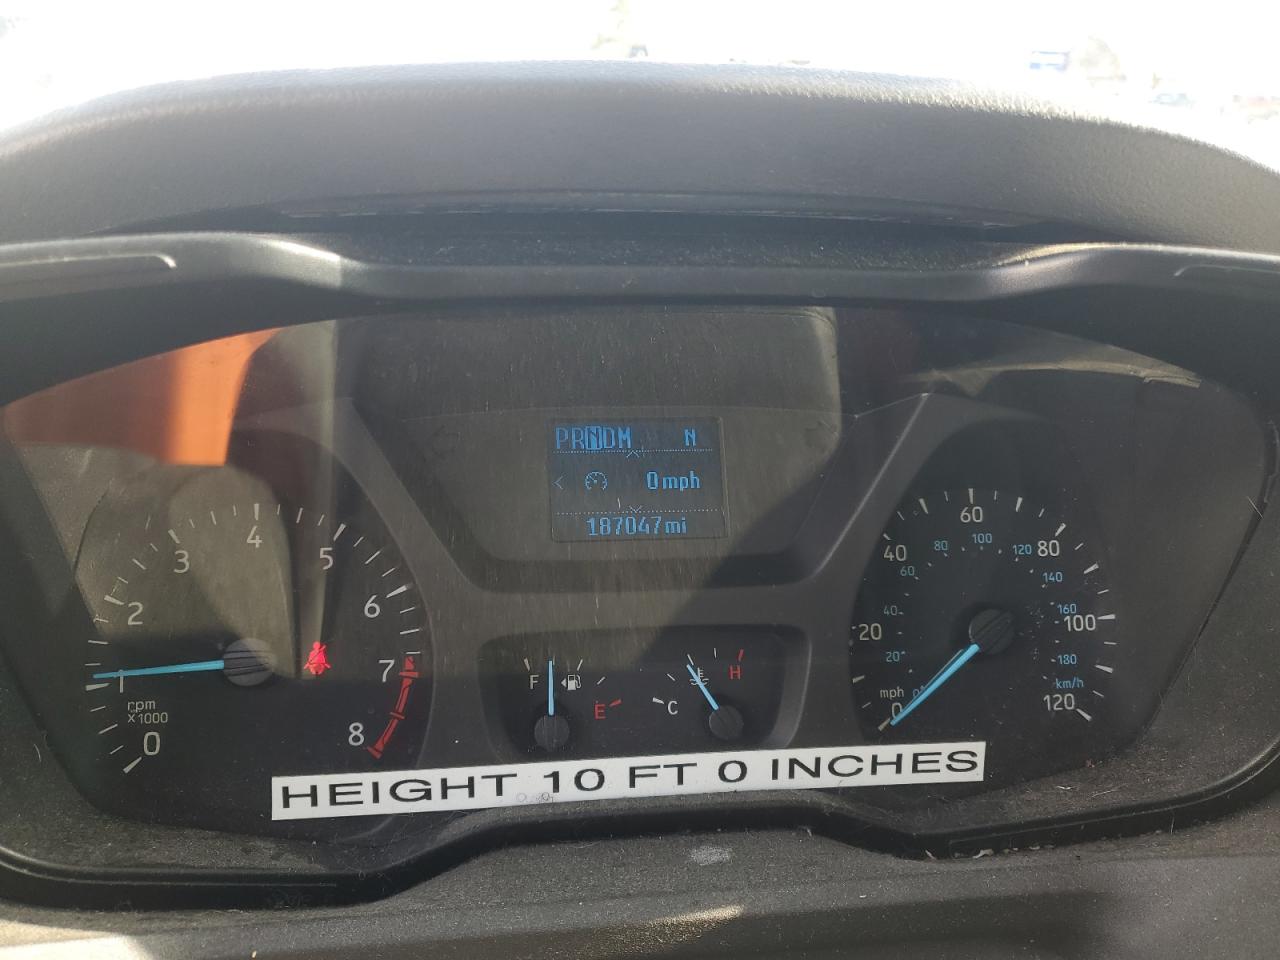 PRNDM N
0mph
187047mi
0 1 2 3 4 5 6 7 8
rpm
x1000
F E
C H
0 20 40 60 80 100 120
mph
0 20 40 60 80 100 120 140 160 180
km/h
HEIGHT 10 FT 0 INCHES